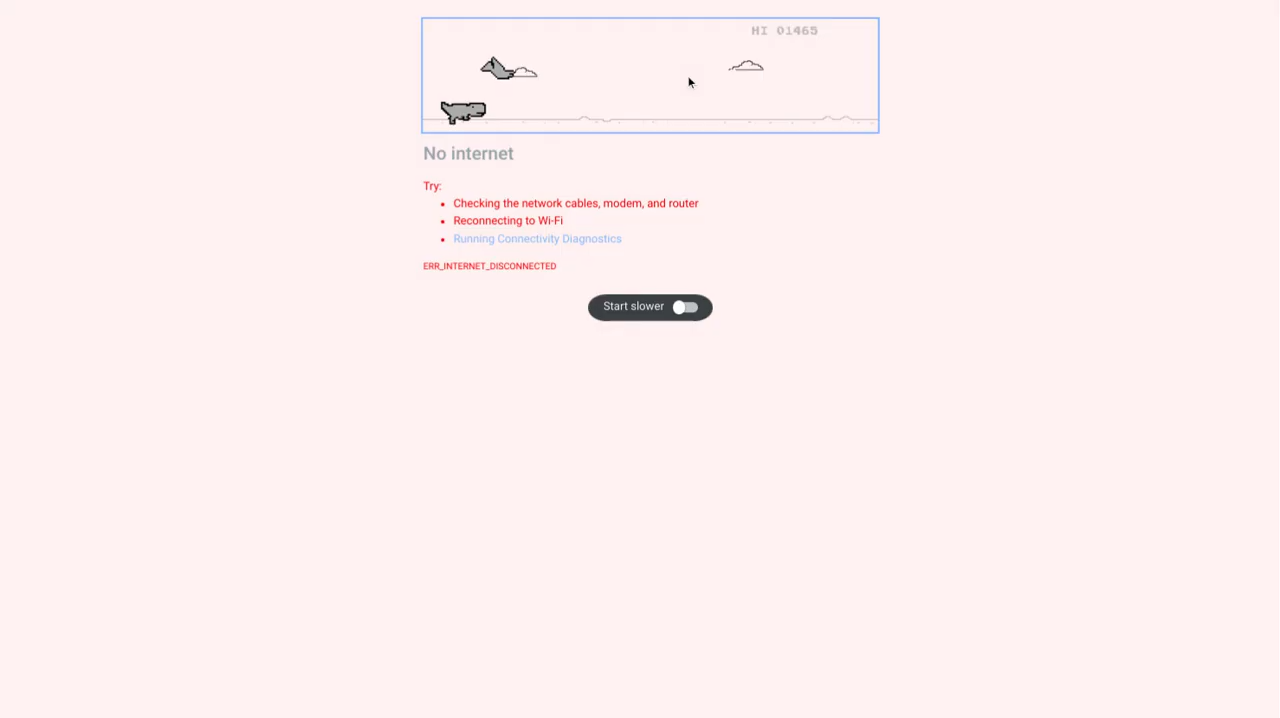 HI 01465
No internet
Try:
Checking the network cables, modem, and router
Reconnecting to Wi-Fi
Running Connectivity Diagnostics
ERR_INTERNET_DISCONNECTED
Start slower